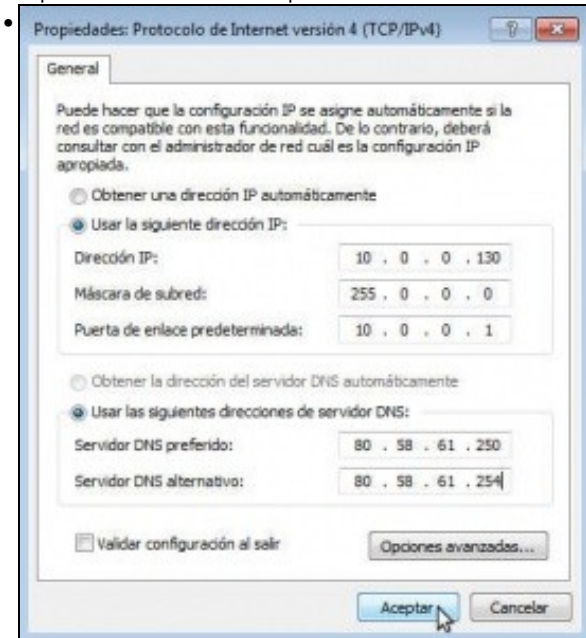 Propiedades: Protocolo de Internet versión 4 (TCP/IPv4)
General
Puede hacer que la configuración IP se asigne automáticamente si la
red es compatible con esta funcionalidad. De lo contrario, deberá
consultar con el administrador de red cuál es la configuración IP
apropiada.
Obtener una dirección IP automáticamente
Usar la siguiente dirección IP:
Dirección IP: 10 . 0 . 0 . 130
Máscara de subred: 255 . 0 . 0 . 0
Puerta de enlace predeterminada: 10 . 0 . 0 . 1
Obtener la dirección del servidor DNS automáticamente
Usar las siguientes direcciones de servidor DNS:
Servidor DNS preferido: 80 . 58 . 61 . 250
Servidor DNS alternativo: 80 . 58 . 61 . 254
Validar configuración al salir Opciones avanzadas...
Aceptar Cancelar